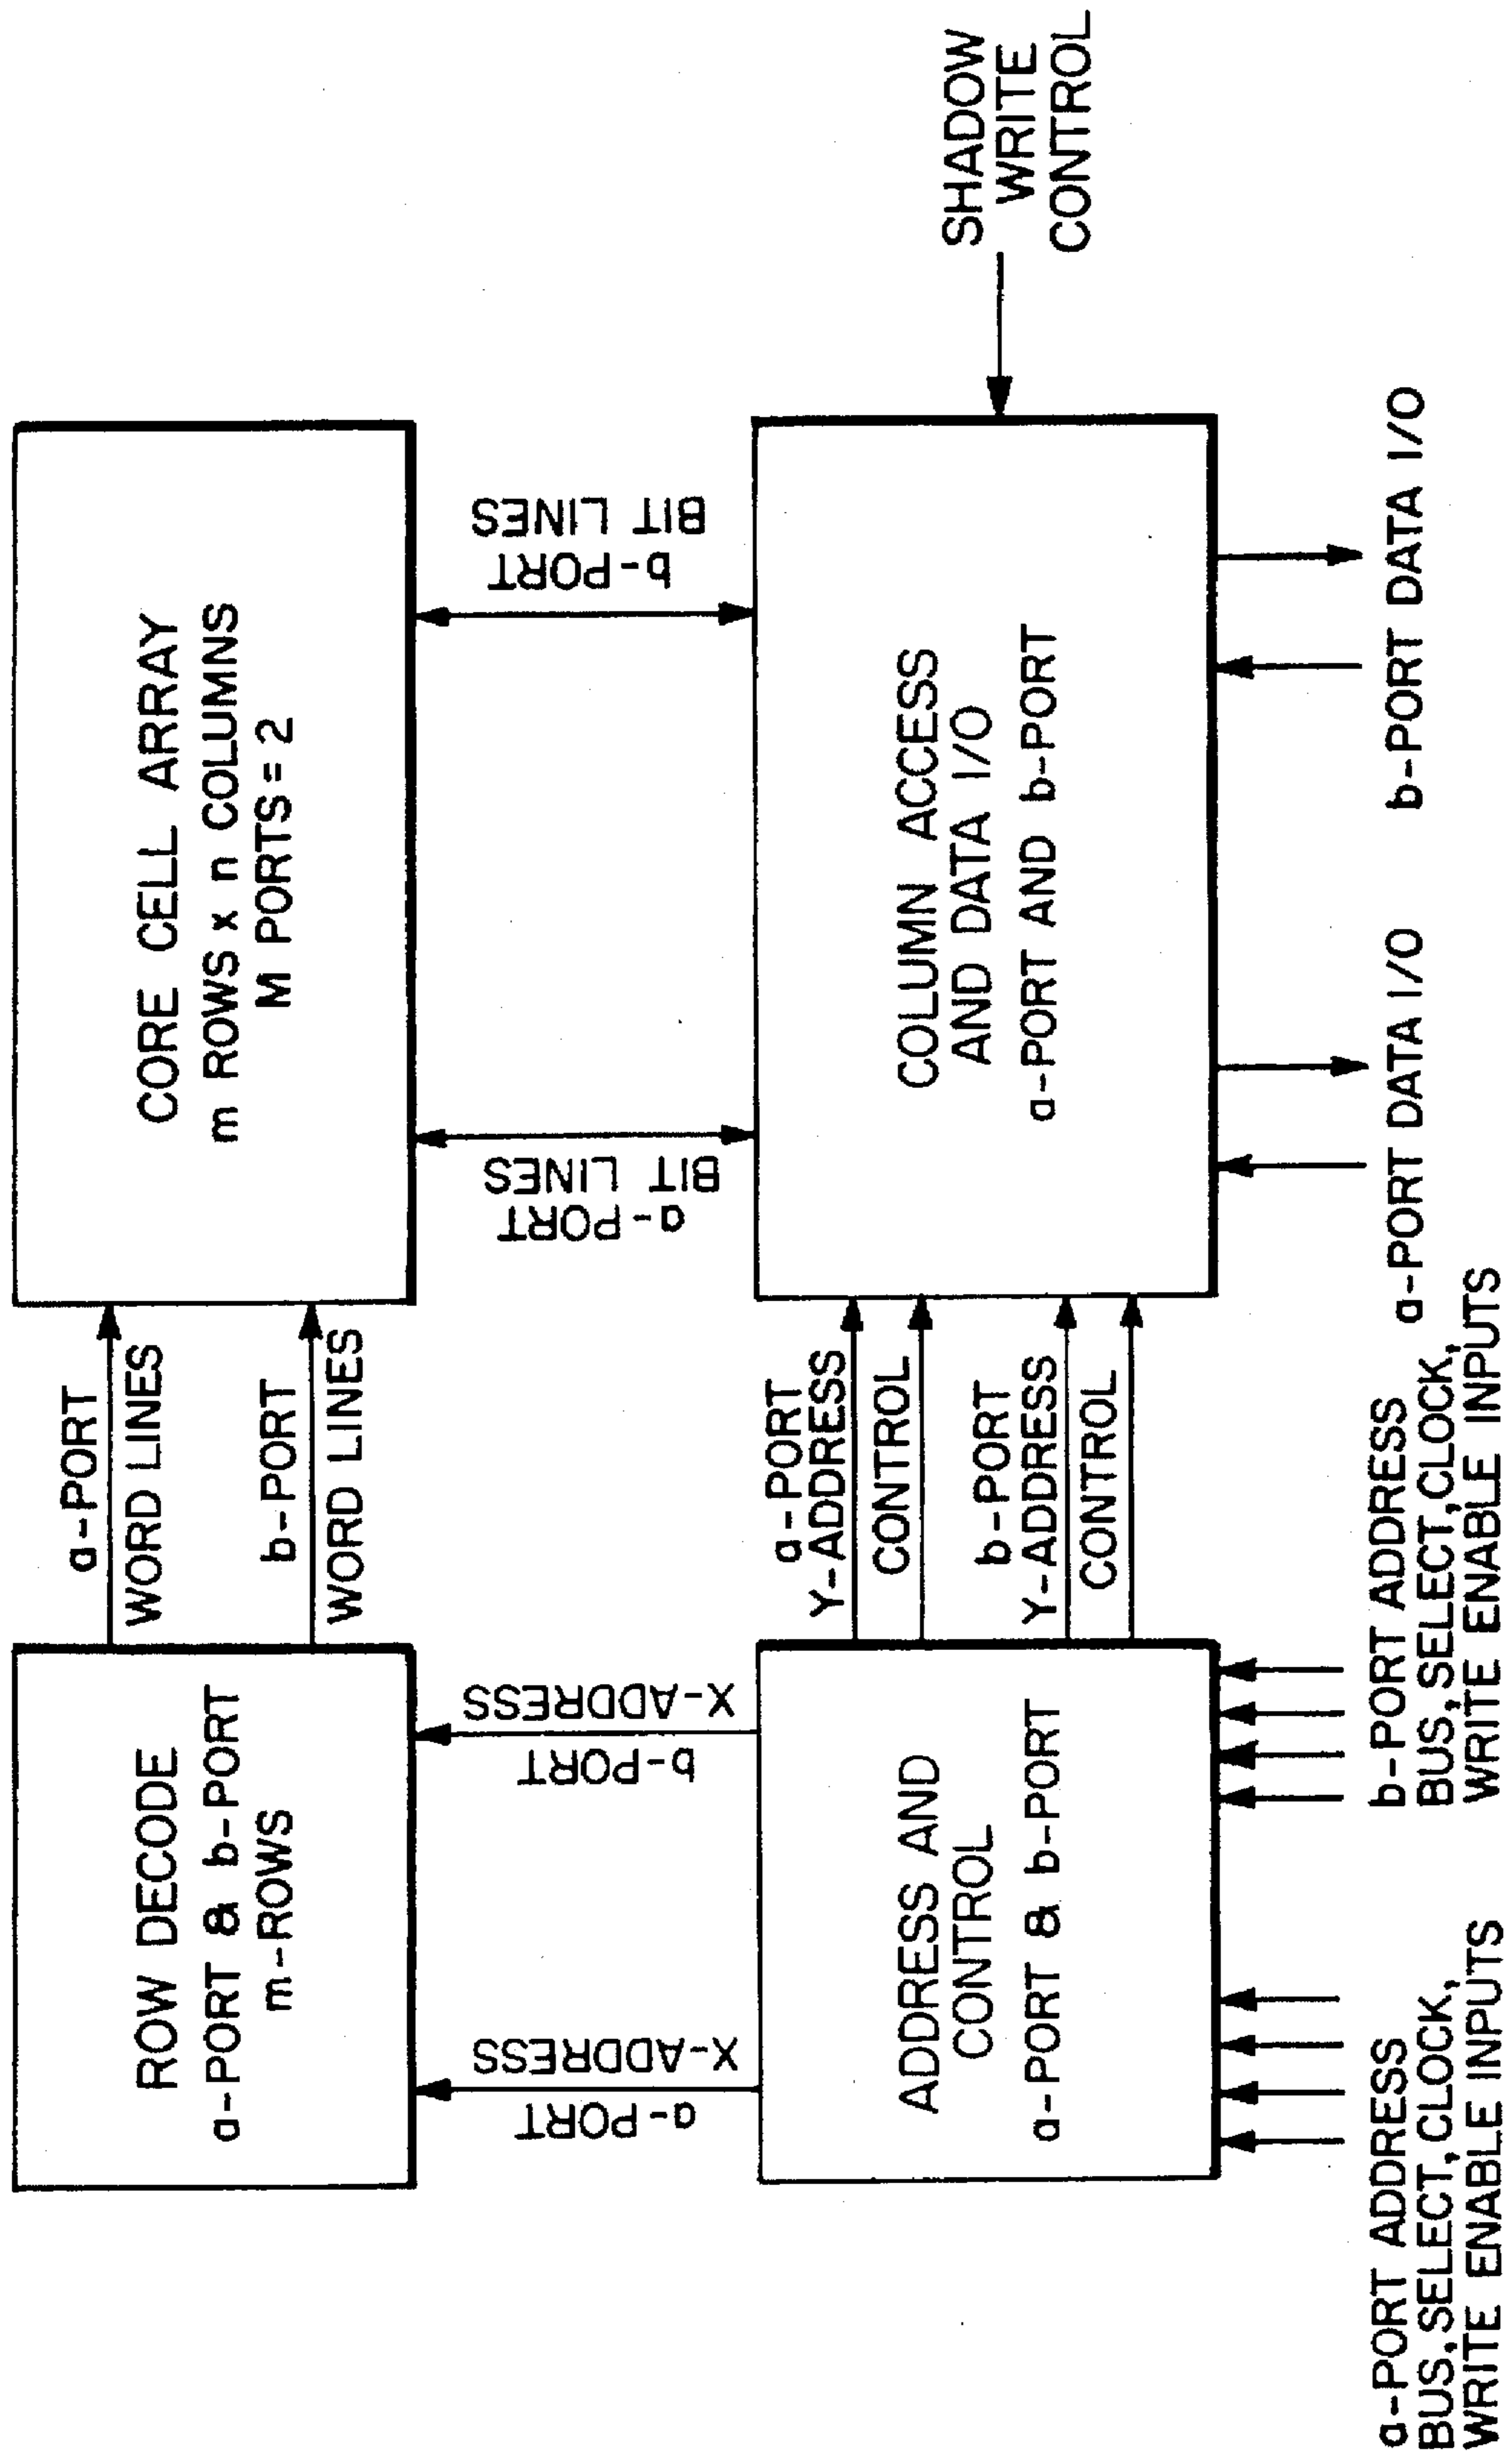 ROW DECODE
a-PORT & b-PORT
m-ROWS
a-PORT
WORD LINES
b-PORT
WORD LINES
CORE CELL ARRAY
m ROWS x n COLUMNS
M PORTS = 2
a-PORT
X-ADDRESS
b-PORT
X-ADDRESS
a-PORT
BIT LINES
b-PORT
BIT LINES
ADDRESS AND
CONTROL
a-PORT & b-PORT
a-PORT
Y-ADDRESS
CONTROL
b-PORT
Y-ADDRESS
CONTROL
COLUMN ACCESS
AND DATA I/O
a-PORT AND b-PORT
SHADOW
WRITE
CONTROL
a-PORT ADDRESS
BUS, SELECT, CLOCK,
WRITE ENABLE INPUTS
b-PORT ADDRESS
BUS, SELECT, CLOCK,
WRITE ENABLE INPUTS
a-PORT DATA I/O
b-PORT DATA I/O